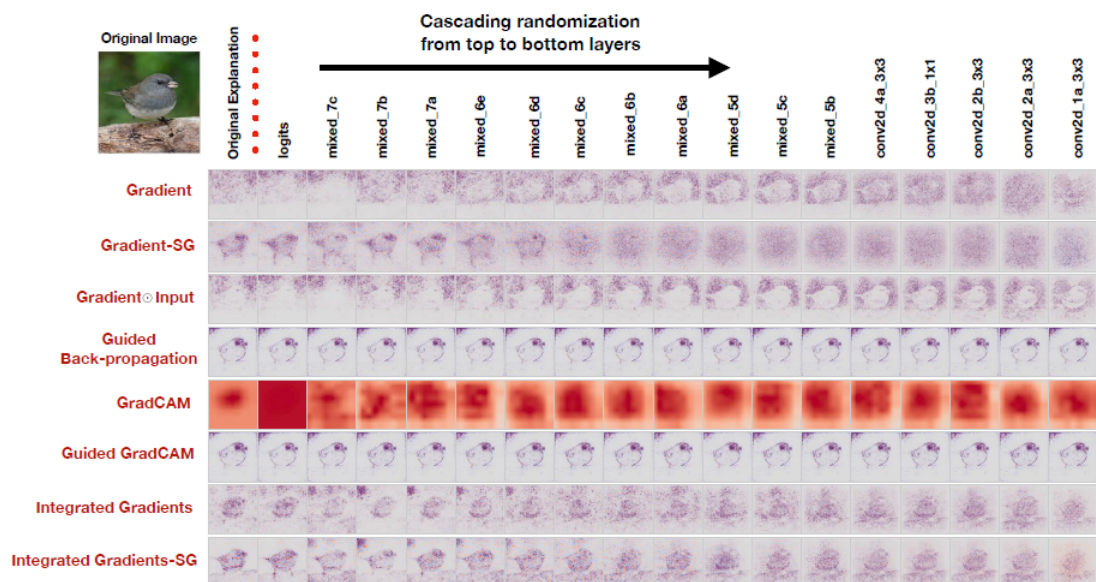 Cascading randomization
from top to bottom layers
Original Image
Original Explanation
logits
mixed_7c
mixed_7b
mixed_7a
mixed_6e
mixed_6d
mixed_6c
mixed_6b
mixed_6a
mixed_5d
mixed_5c
mixed_5b
conv2d_4a_3x3
conv2d_3b_1x1
conv2d_2b_3x3
conv2d_2a_3x3
conv2d_1a_3x3
Gradient
Gradient-SG
Gradient⊙Input
Guided
Back-propagation
GradCAM
Guided GradCAM
Integrated Gradients
Integrated Gradients-SG